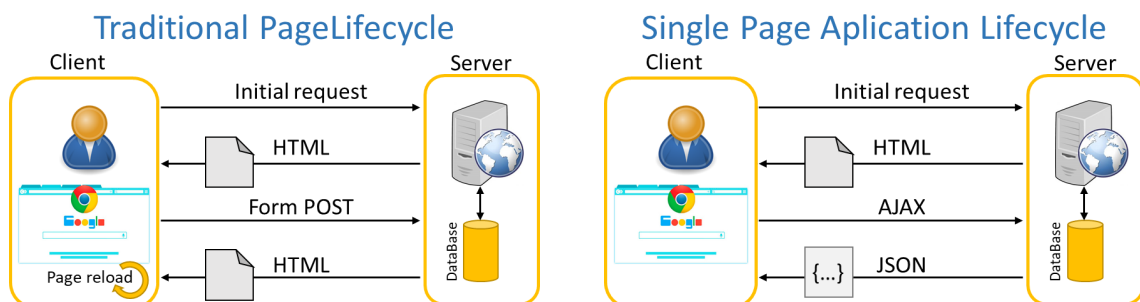 Traditional PageLifecycle
Client
Server
Initial request
HTML
Google
Form POST
HTML
Page reload
DataBase
Single Page Aplication Lifecycle
Client
Server
Initial request
HTML
Google
AJAX
{...}
JSON
DataBase